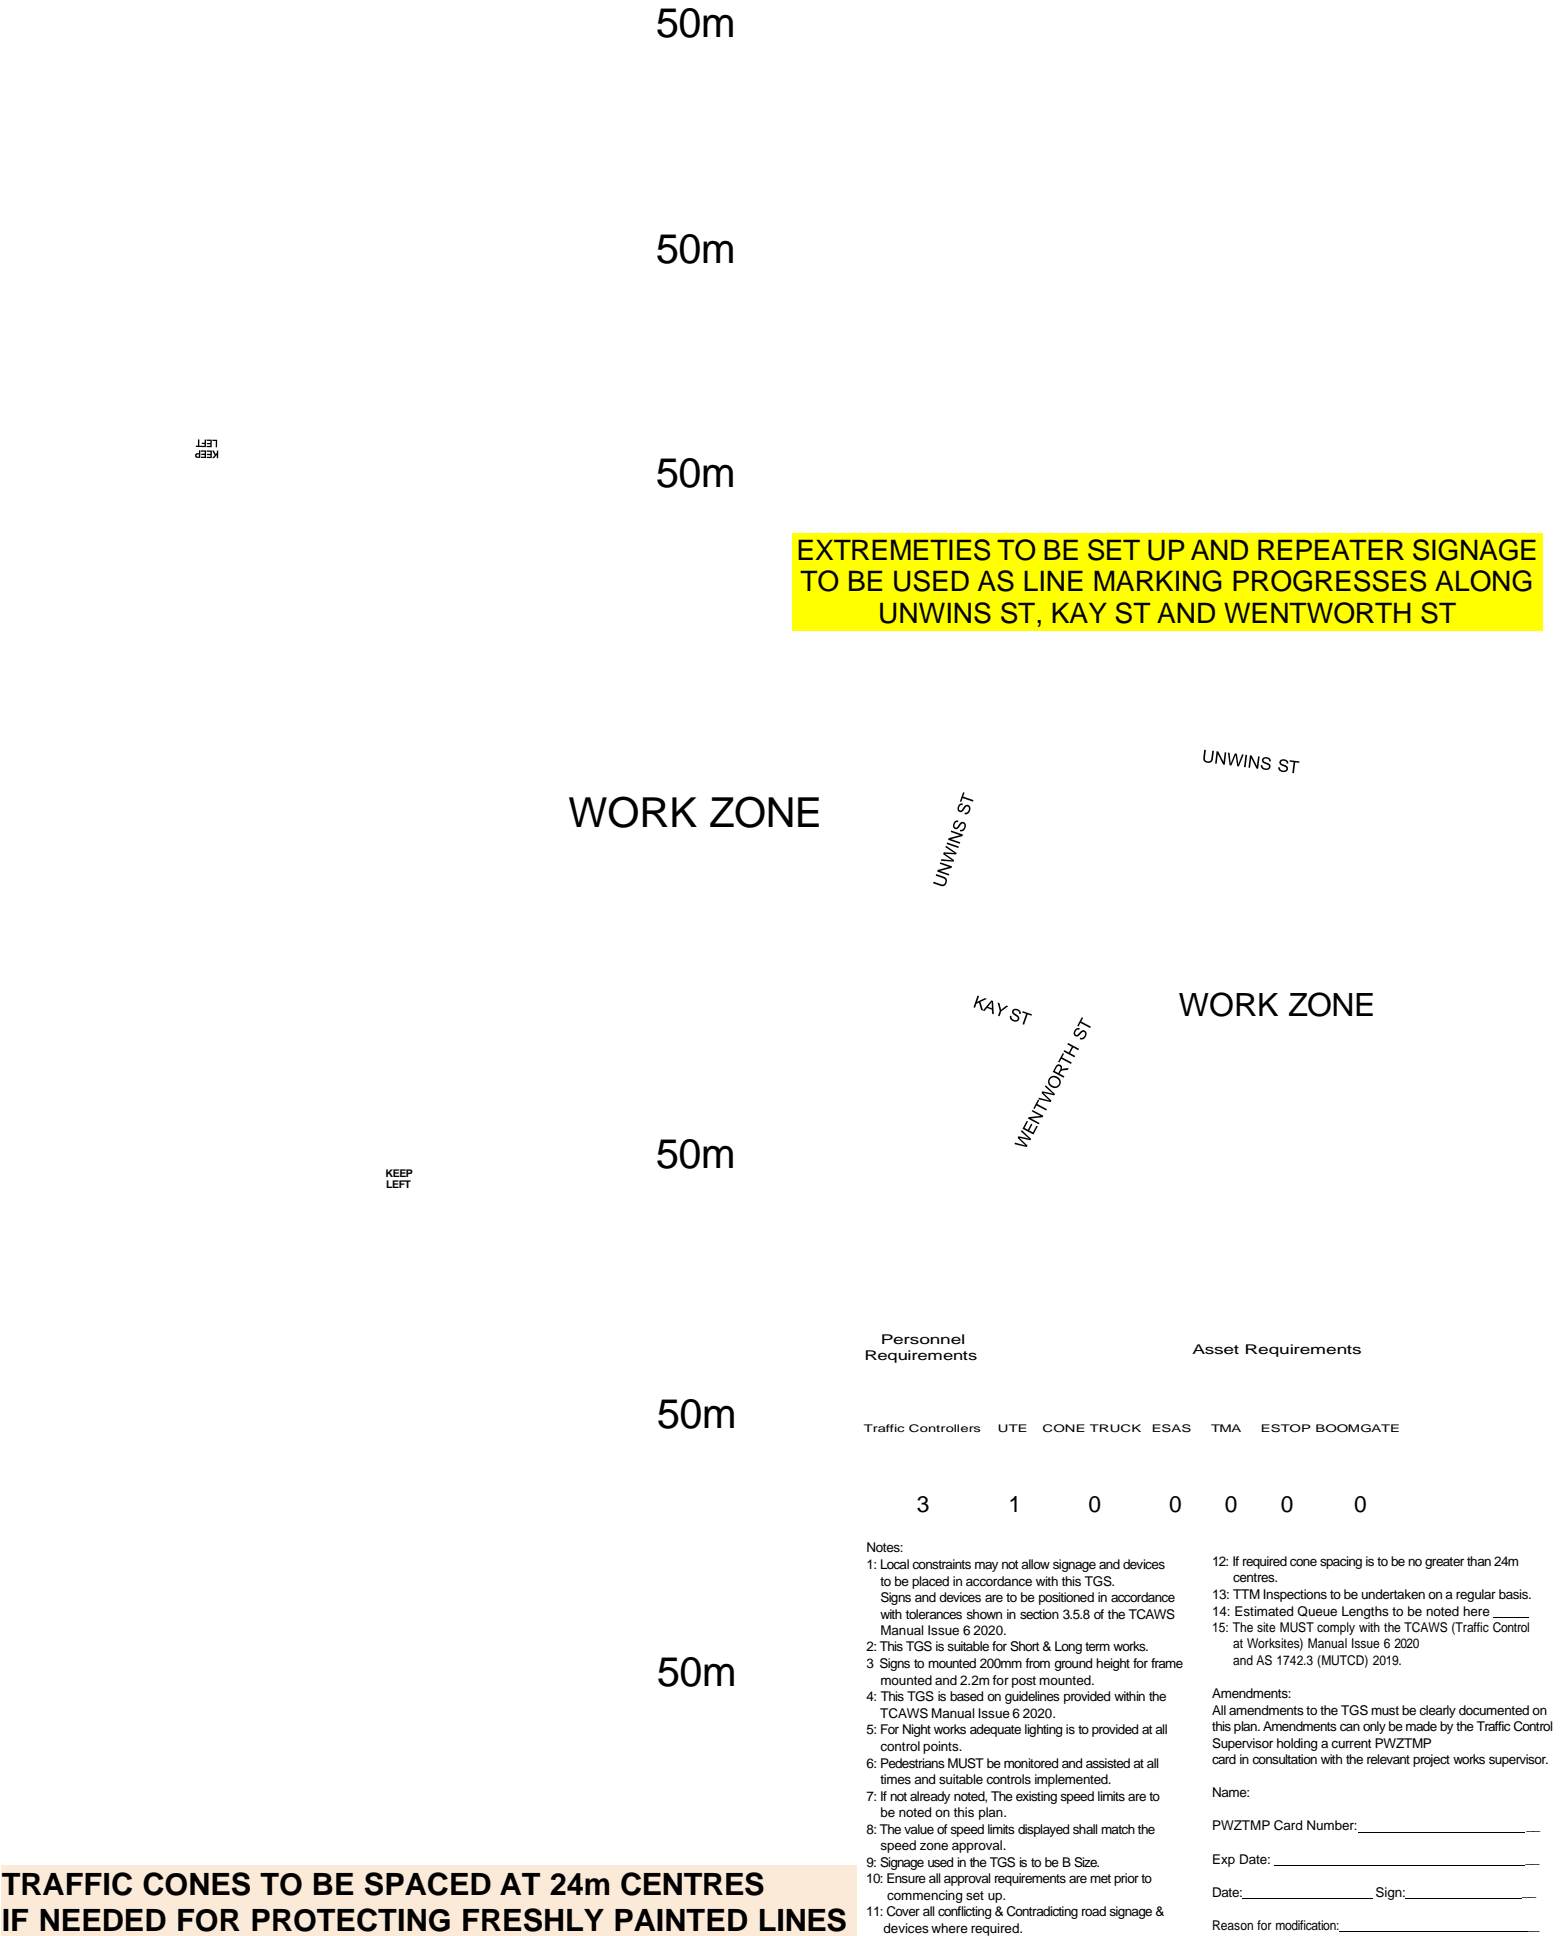 50m
50m
KEEP
LEFT
50m
EXTREMETIES TO BE SET UP AND REPEATER SIGNAGE
TO BE USED AS LINE MARKING PROGRESSES ALONG
UNWINS ST, KAY ST AND WENTWORTH ST
UNWINS ST
UNWINS ST
WORK ZONE
KAY ST
WORK ZONE
WENTWORTH ST
50m
KEEP
LEFT
50m
50m
TRAFFIC CONES TO BE SPACED AT 24m CENTRES
IF NEEDED FOR PROTECTING FRESHLY PAINTED LINES
Personnel
Requirements
Asset Requirements
Traffic Controllers UTE CONE TRUCK ESAS TMA ESTOP BOOMGATE
3 1 0 0 0 0 0
Notes:
1: Local constraints may not allow signage and devices
to be placed in accordance with this TGS.
Signs and devices are to be positioned in accordance
with tolerances shown in section 3.5.8 of the TCAWS
Manual Issue 6 2020.
2: This TGS is suitable for Short & Long term works.
3 Signs to mounted 200mm from ground height for frame
mounted and 2.2m for post mounted.
4: This TGS is based on guidelines provided within the
TCAWS Manual Issue 6 2020.
5: For Night works adequate lighting is to provided at all
control points.
6: Pedestrians MUST be monitored and assisted at all
times and suitable controls implemented.
7: If not already noted, The existing speed limits are to
be noted on this plan.
8: The value of speed limits displayed shall match the
speed zone approval.
9: Signage used in the TGS is to be B Size.
10: Ensure all approval requirements are met prior to
commencing set up.
11: Cover all conflicting & Contradicting road signage &
devices where required.
12: If required cone spacing is to be no greater than 24m
centres.
13: TTM Inspections to be undertaken on a regular basis.
14: Estimated Queue Lengths to be noted here _____
15: The site MUST comply with the TCAWS (Traffic Control
at Worksites) Manual Issue 6 2020
and AS 1742.3 (MUTCD) 2019.
Amendments:
All amendments to the TGS must be clearly documented on
this plan. Amendments can only be made by the Traffic Control
Supervisor holding a current PWZTMP
card in consultation with the relevant project works supervisor.
Name:
PWZTMP Card Number:
Exp Date:
Date: Sign:
Reason for modification: